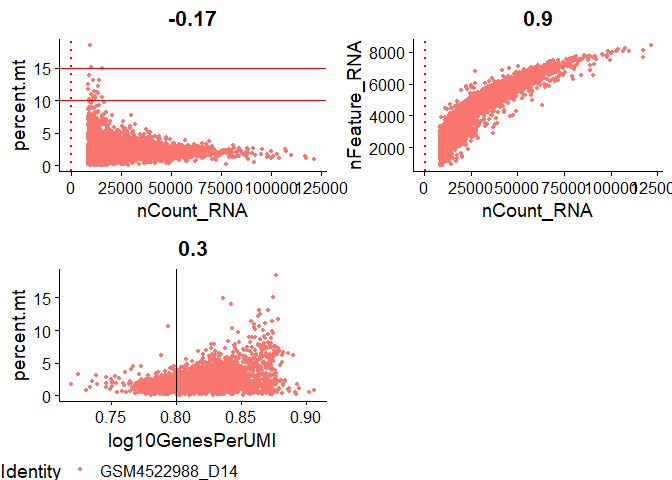 -0.17
percent.mt
15
10
5
0
0 25000 50000 75000 100000 125000
nCount_RNA
0.9
nFeature_RNA
8000
6000
4000
2000
0 25000 50000 75000 100000 125000
nCount_RNA
0.3
percent.mt
15
10
5
0
0.75 0.80 0.85 0.90
log10GenesPerUMI
Identity GSM4522988_D14